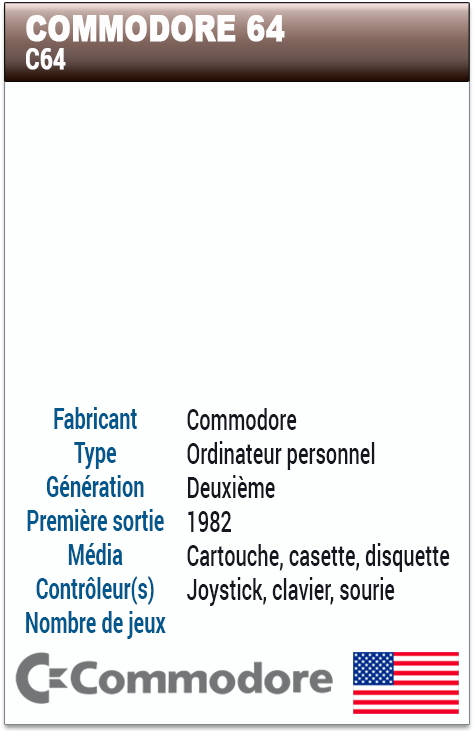 COMMODORE 64
C64
Fabricant Commodore
Type Ordinateur personnel
Génération Deuxième
Première sortie 1982
Média Cartouche, casette, disquette
Contrôleur(s) Joystick, clavier, sourie
Nombre de jeux
Commodore